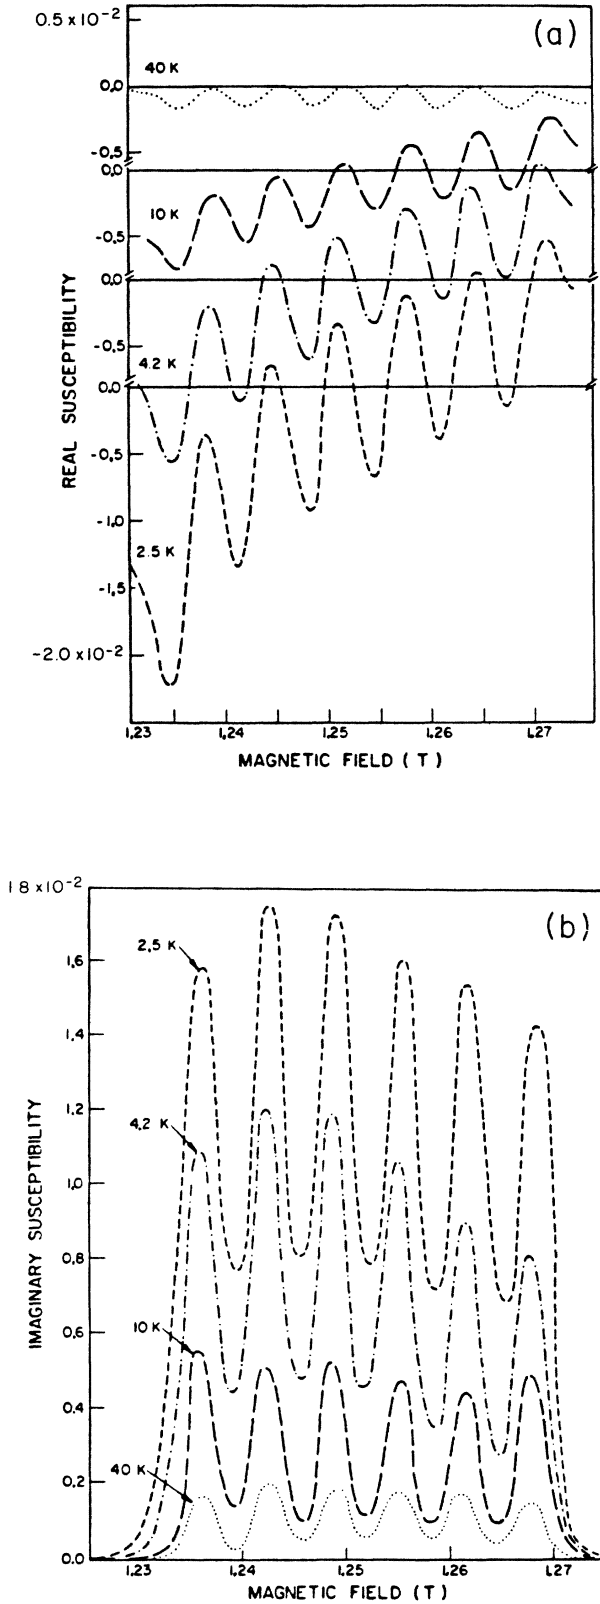 0.5 x 10⁻²
(a)
40 K
0.0
-0.5
0.0
10 K
-0.5
0.0
-0.5
4.2 K
0.0
-0.5
-1.0
2.5 K
-1.5
-2.0 x 10⁻²
REAL SUSCEPTIBILITY
1.23 1.24 1.25 1.26 1.27
MAGNETIC FIELD (T)
1 8 x 10⁻²
(b)
2.5 K
1.6
1.4
1.2
4.2 K
1.0
0.8
0.6
10 K
0.4
40 K
0.2
0.0
IMAGINARY SUSCEPTIBILITY
1.23 1.24 1.25 1.26 1.27
MAGNETIC FIELD (T)